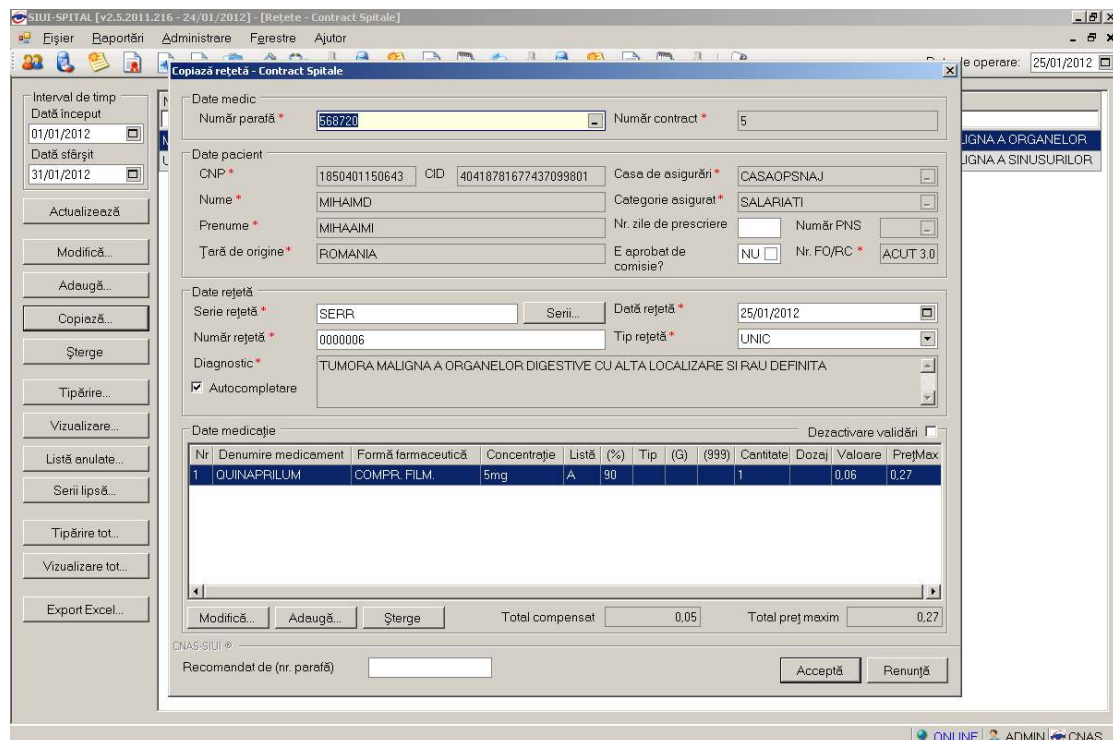 SIUI-SPITAL [v2.5.2011.216 - 24/01/2012] - [Rețete - Contract Spitale]
Fișier Raportări Administrare Ferestre Ajutor
e operare: 25/01/2012
Copiază rețetă - Contract Spitale
Interval de timp
Dată început
01/01/2012
Dată sfârșit
31/01/2012
Actualizează
Modifică...
Adaugă...
Copiază...
Șterge
Tipărire...
Vizualizare...
Listă anulate...
Serii lipsă...
Tipărire tot...
Vizualizare tot...
Export Excel...
IGNA A ORGANELOR
IGNA A SINUSURILOR
Date medic
Număr parafă * 568720 ... Număr contract * 5
Date pacient
CNP * 1850401150643 CID 40418781677437099801 Casa de asigurări * CASAOPSNAJ ...
Nume * MIHAIMD Categorie asigurat * SALARIATI ...
Prenume * MIHAAIMI Nr. zile de prescriere Număr PNS ...
Țară de origine * ROMANIA E aprobat de comisie? NU Nr. FO/RC * ACUT 3.0
Date rețetă
Serie rețetă * SERR Serii... Dată rețetă * 25/01/2012
Număr rețetă * 0000006 Tip rețetă * UNIC
Diagnostic * TUMORA MALIGNA A ORGANELOR DIGESTIVE CU ALTA LOCALIZARE SI RAU DEFINITA
Autocompletare
Date medicație Dezactivare validări
Nr Denumire medicament Formă farmaceutică Concentrație Listă (%) Tip (G) (999) Cantitate Dozaj Valoare PrețMax
1 QUINAPRILUM COMPR. FILM. 5mg A 90 1 0,06 0,27
Modifică... Adaugă... Șterge Total compensat 0,05 Total preț maxim 0,27
CNAS-SIUI ®
Recomandat de (nr. parafă) Acceptă Renunță
ONLINE ADMIN CNAS